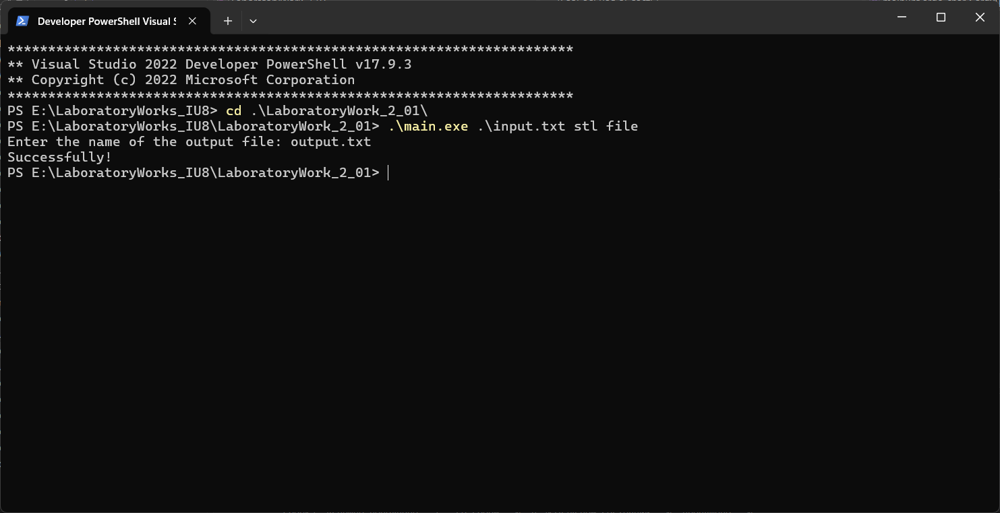 Developer PowerShell Visual S
**********************************************************************
** Visual Studio 2022 Developer PowerShell v17.9.3
** Copyright (c) 2022 Microsoft Corporation
**********************************************************************
PS E:\LaboratoryWorks_IU8> cd .\LaboratoryWork_2_01\
PS E:\LaboratoryWorks_IU8\LaboratoryWork_2_01> .\main.exe .\input.txt stl file
Enter the name of the output file: output.txt
Successfully!
PS E:\LaboratoryWorks_IU8\LaboratoryWork_2_01>